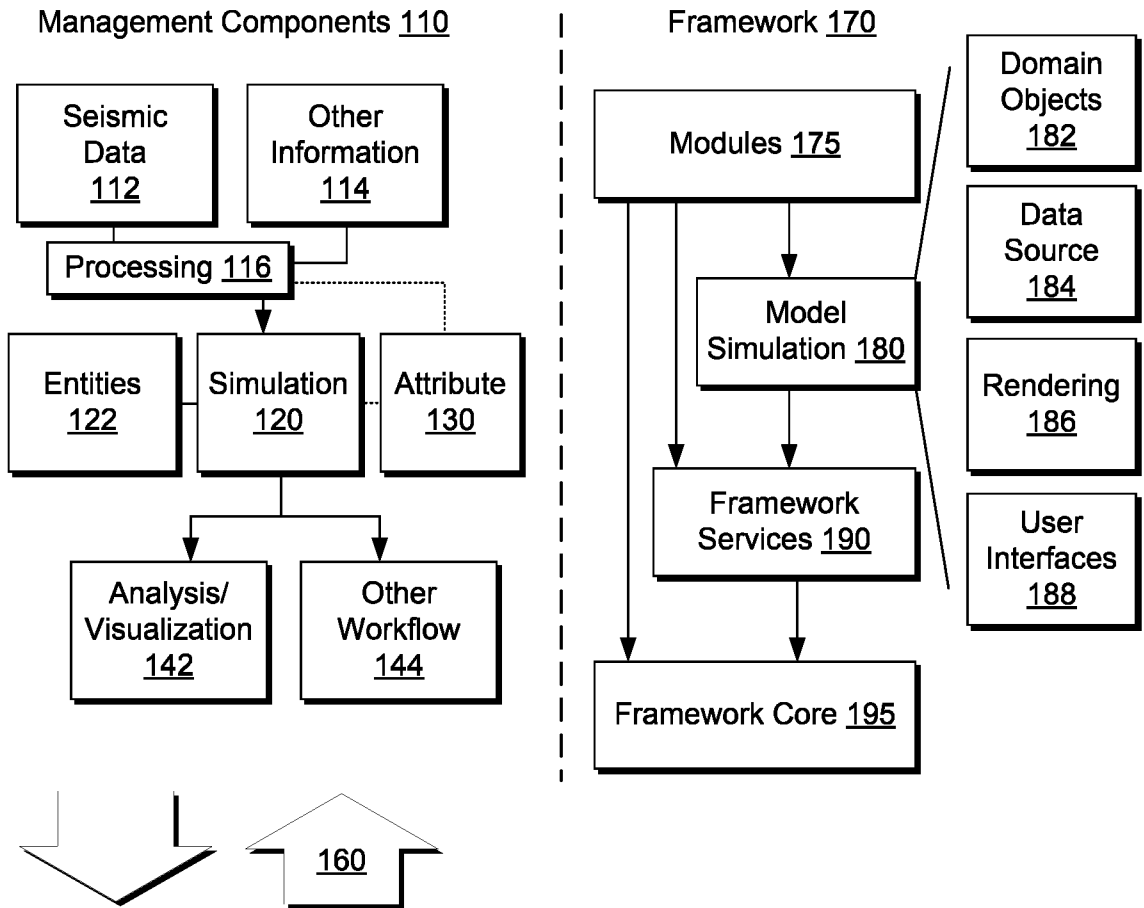 Management Components 110
Seismic
Data
112
Other
Information
114
Processing 116
Entities
122
Simulation
120
Attribute
130
Analysis/
Visualization
142
Other
Workflow
144
160
Framework 170
Modules 175
Model
Simulation 180
Framework
Services 190
Framework Core 195
Domain
Objects
182
Data
Source
184
Rendering
186
User
Interfaces
188